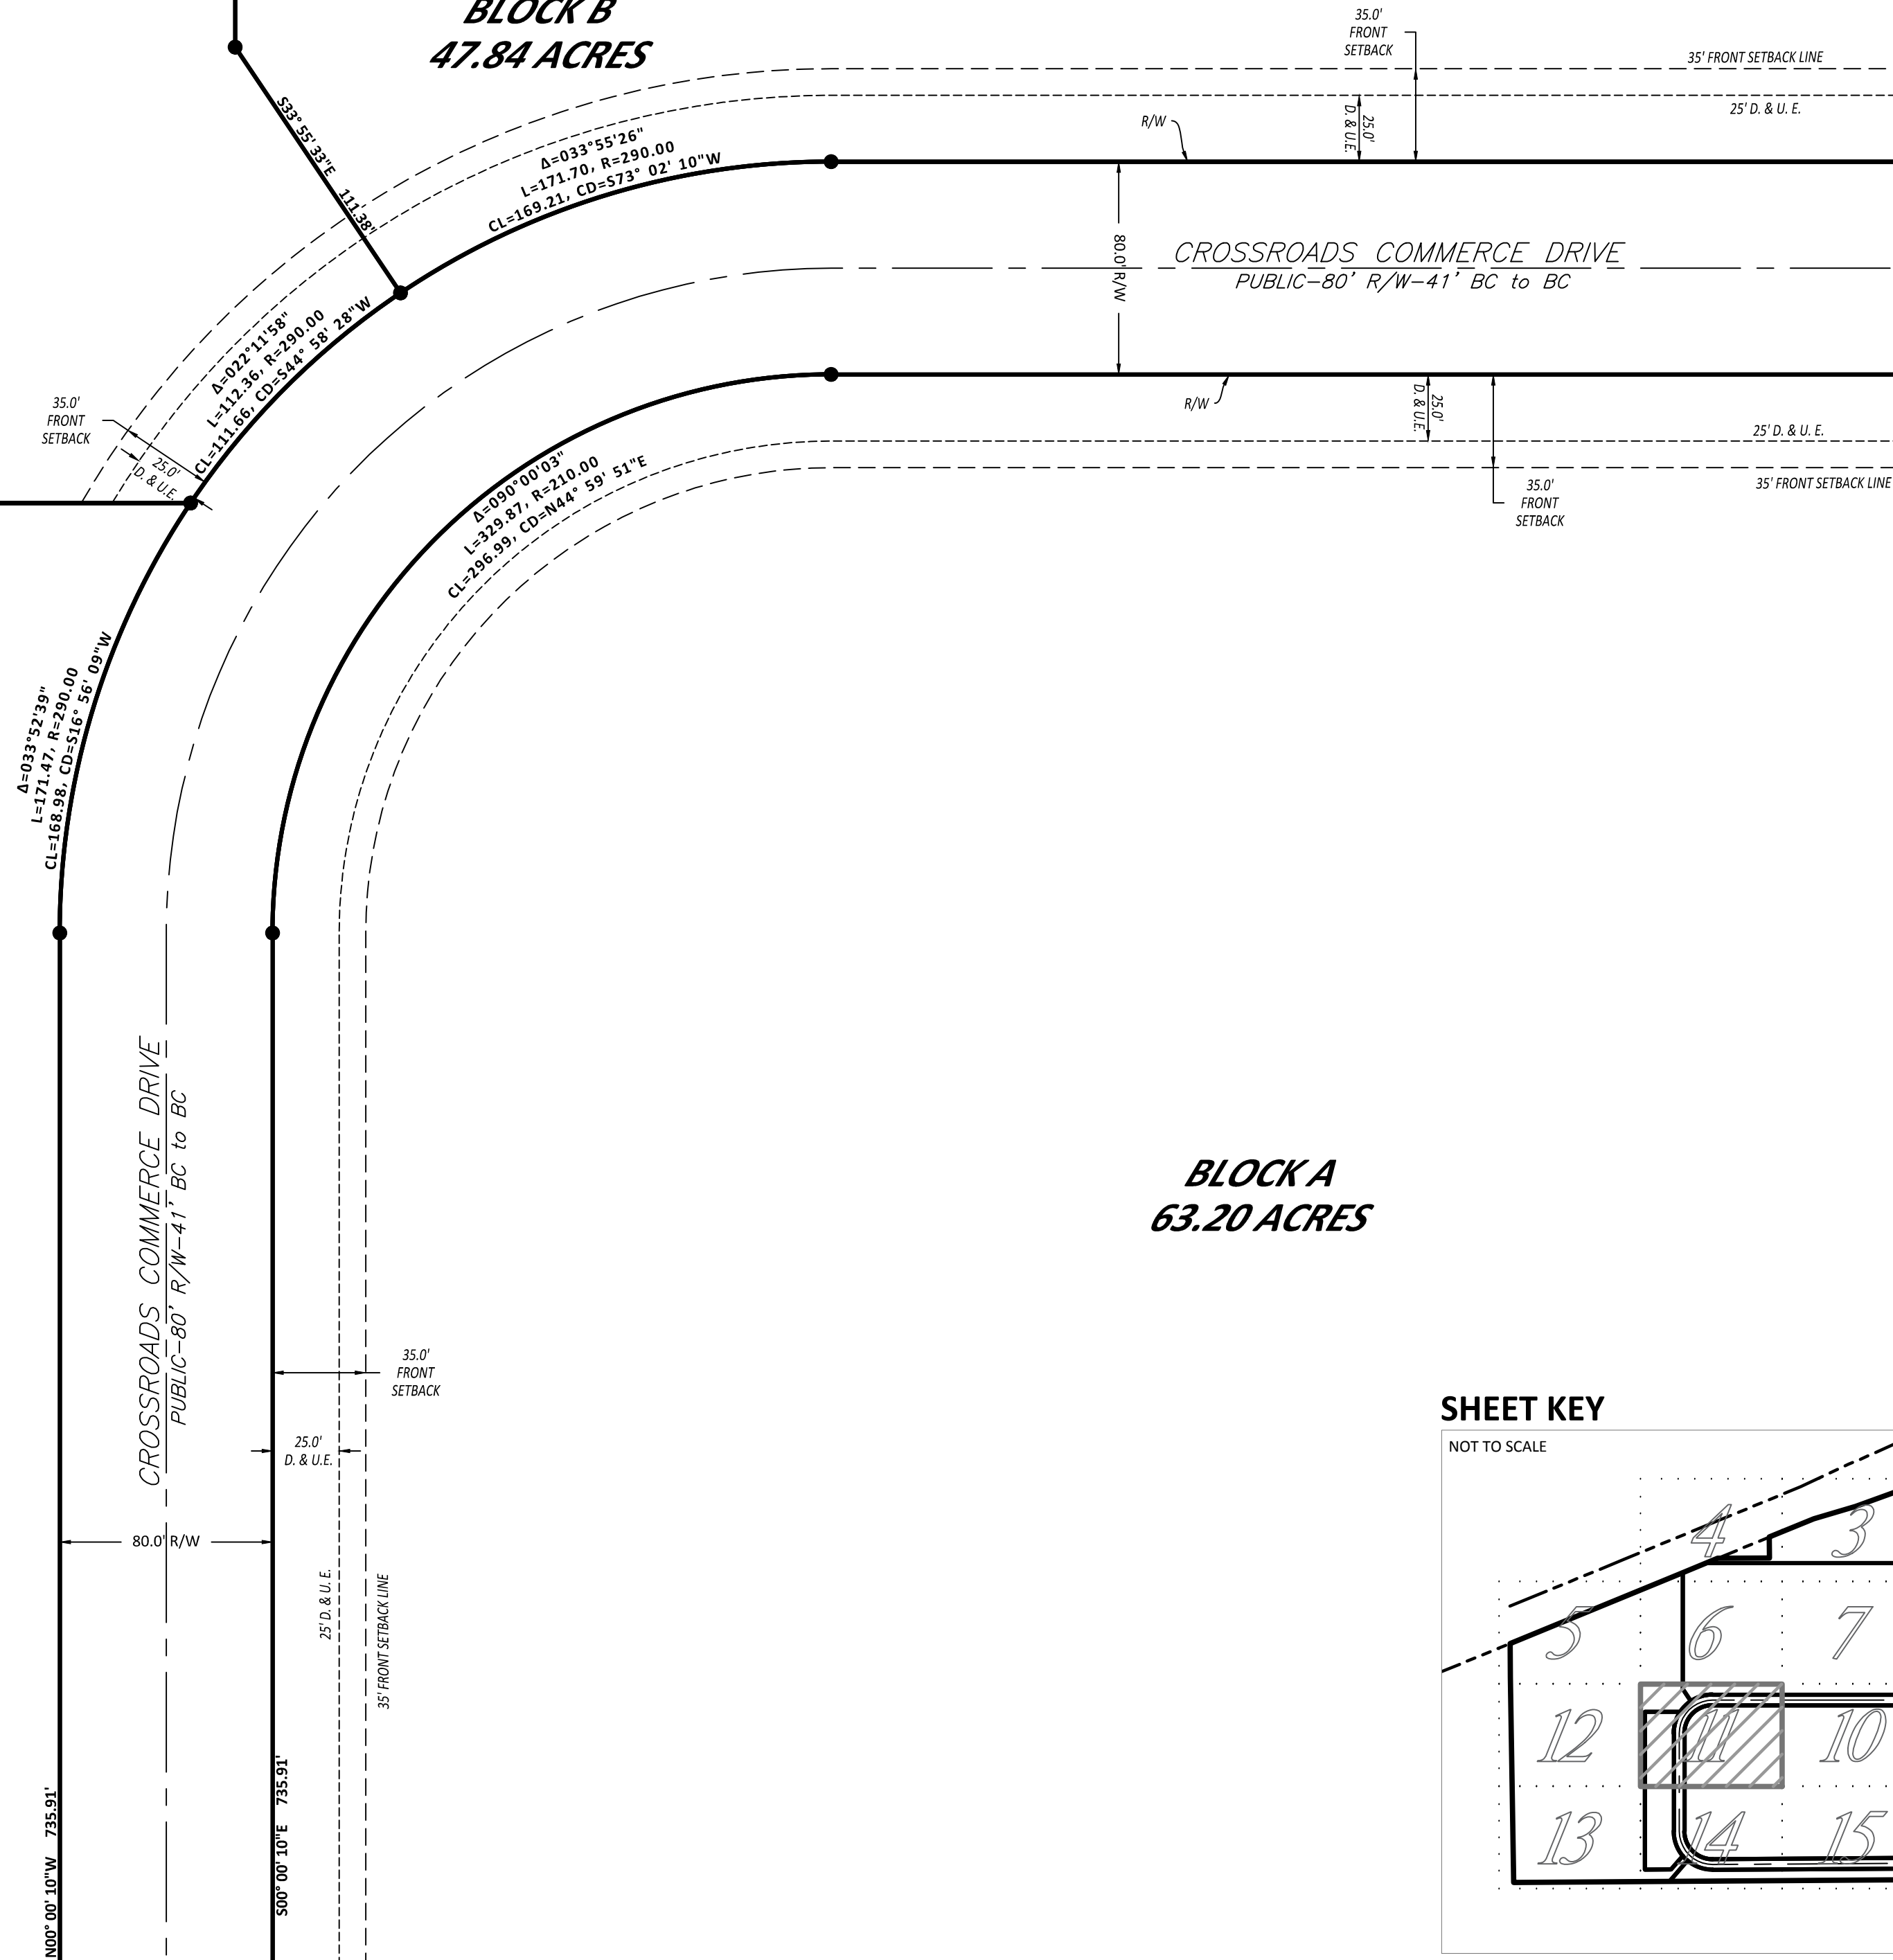 BLOCK B
47.84 ACRES
35.0'
FRONT
SETBACK
35' FRONT SETBACK LINE
25' D. & U. E.
25.0'
D. & U.E.
R/W
S33° 55' 33"E 111.38'
Δ=033°55'26"
L=171.70, R=290.00
CL=169.21, CD=S73° 02' 10"W
80.0' R/W
CROSSROADS COMMERCE DRIVE
PUBLIC-80' R/W-41' BC to BC
Δ=022°11'58"
L=112.36, R=290.00
CL=111.66, CD=S44° 58' 28"W
35.0'
FRONT
SETBACK
25.0'
D. & U.E.
R/W
25.0'
D. & U.E.
25' D. & U. E.
35' FRONT SETBACK LINE
35.0'
FRONT
SETBACK
Δ=090°00'03"
L=329.87, R=210.00
CL=296.99, CD=N44° 59' 51"E
Δ=033°52'39"
L=171.47, R=290.00
CL=168.98, CD=S16° 56' 09"W
CROSSROADS COMMERCE DRIVE
PUBLIC-80' R/W-41' BC to BC
BLOCK A
63.20 ACRES
35.0'
FRONT
SETBACK
25.0'
D. & U.E.
80.0' R/W
25' D. & U. E.
35' FRONT SETBACK LINE
N00° 00' 10"W 735.91'
S00° 00' 10"E 735.91'
SHEET KEY
NOT TO SCALE
4
3
5
6
7
12
11
10
13
14
15